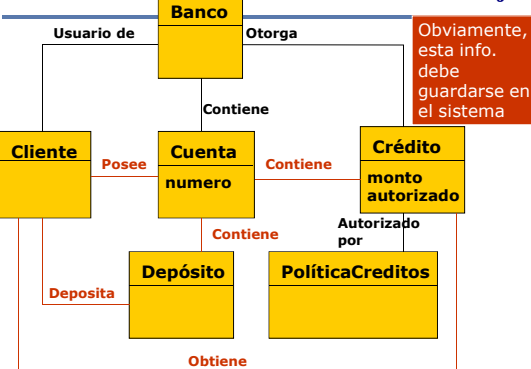 Banco
Usuario de
Otorga
Obviamente,
esta info.
debe
guardarse en
el sistema
Contiene
Cliente
Posee
Cuenta
numero
Contiene
Crédito
monto
autorizado
Contiene
Autorizado
por
Depósito
PolíticaCreditos
Deposita
Obtiene